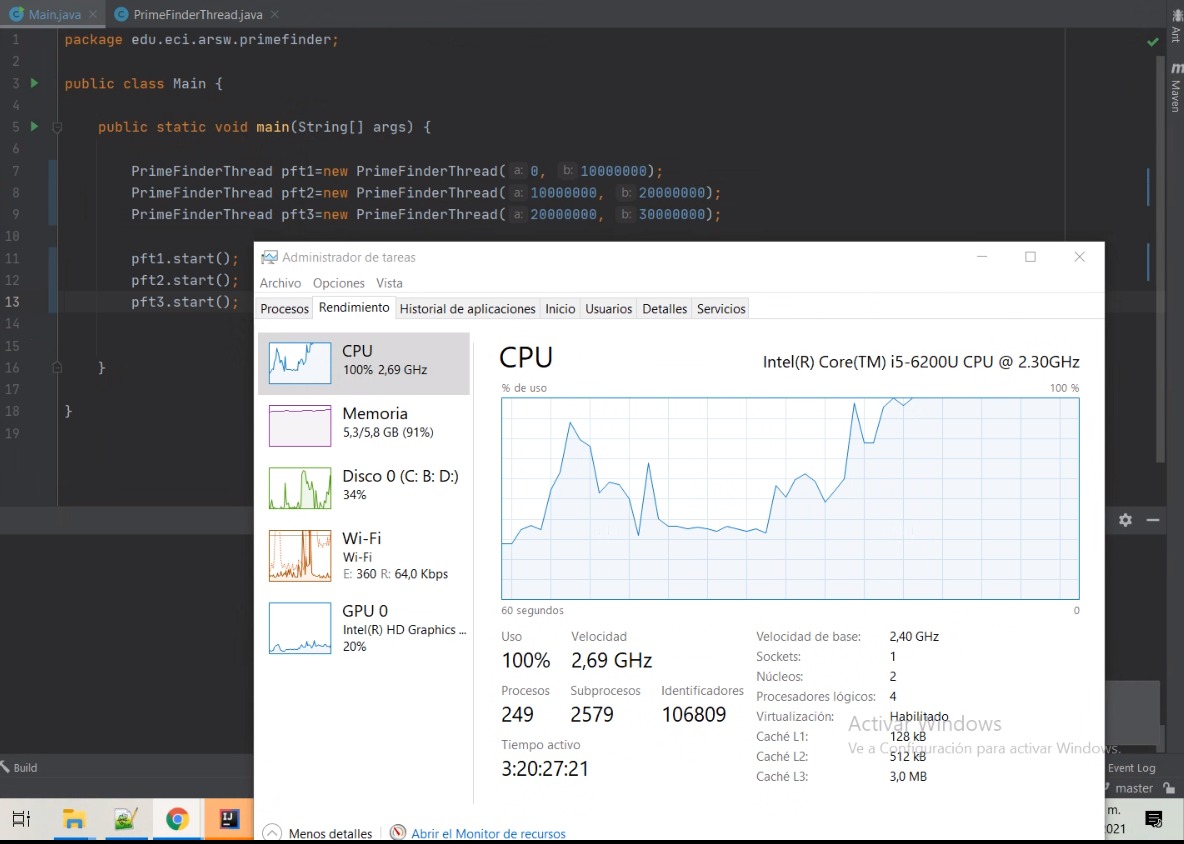 Main.java
PrimeFinderThread.java
1 package edu.eci.arsw.primefinder;
2
3 public class Main {
4
5 public static void main(String[] args) {
6
7 PrimeFinderThread pft1=new PrimeFinderThread( a: 0, b: 10000000);
8 PrimeFinderThread pft2=new PrimeFinderThread( a: 10000000, b: 20000000);
9 PrimeFinderThread pft3=new PrimeFinderThread( a: 20000000, b: 30000000);
10
11 pft1.start();
12 pft2.start();
13 pft3.start();
14
15
16 }
17
18 }
19
Ant
m
Maven
Administrador de tareas
Archivo Opciones Vista
Procesos Rendimiento Historial de aplicaciones Inicio Usuarios Detalles Servicios
CPU
100% 2,69 GHz
Memoria
5,3/5,8 GB (91%)
Disco 0 (C: B: D:)
34%
Wi-Fi
Wi-Fi
E: 360 R: 64,0 Kbps
GPU 0
Intel(R) HD Graphics ...
20%
CPU
Intel(R) Core(TM) i5-6200U CPU @ 2.30GHz
% de uso
100 %
60 segundos
0
Uso
100%
Velocidad
2,69 GHz
Procesos
249
Subprocesos
2579
Identificadores
106809
Tiempo activo
3:20:27:21
Velocidad de base: 2,40 GHz
Sockets: 1
Núcleos: 2
Procesadores lógicos: 4
Virtualización: Habilitado
Caché L1: 128 kB
Caché L2: 512 kB
Caché L3: 3,0 MB
Activar Windows
Ve a Configuración para activar Windows.
Menos detalles
Abrir el Monitor de recursos
Build
Event Log
master
m.
021